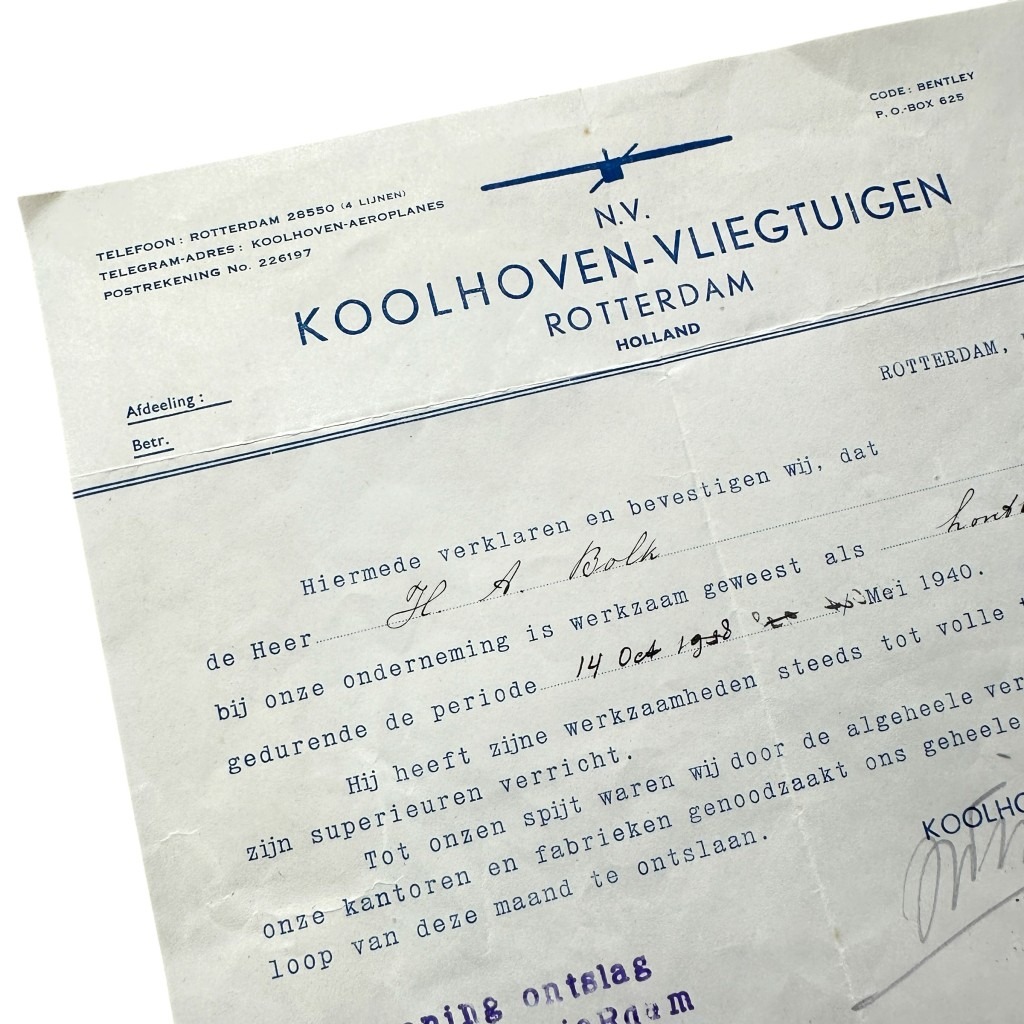 CODE: BENTLEY
P.O.-BOX 625
TELEFOON: ROTTERDAM 28550 (4 LIJNEN)
TELEGRAM-ADRES: KOOLHOVEN-AEROPLANES
POSTREKENING No. 226197
N.V.
KOOLHOVEN-VLIEGTUIGEN
ROTTERDAM
HOLLAND
Afdeeling:
Betr.
ROTTERDAM,
Hiermede verklaren en bevestigen wij, dat
de Heer H. A. Bolk
bij onze onderneming is werkzaam geweest als
gedurende de periode 14 Oct Mei 1940.
Hij heeft zijne werkzaamheden steeds tot volle
zijn superieuren verricht.
Tot onzen spijt waren wij door de algeheele ver
onze kantoren en fabrieken genoodzaakt ons geheele
loop van deze maand te ontslaan.
KOOLHO
ning ontslag